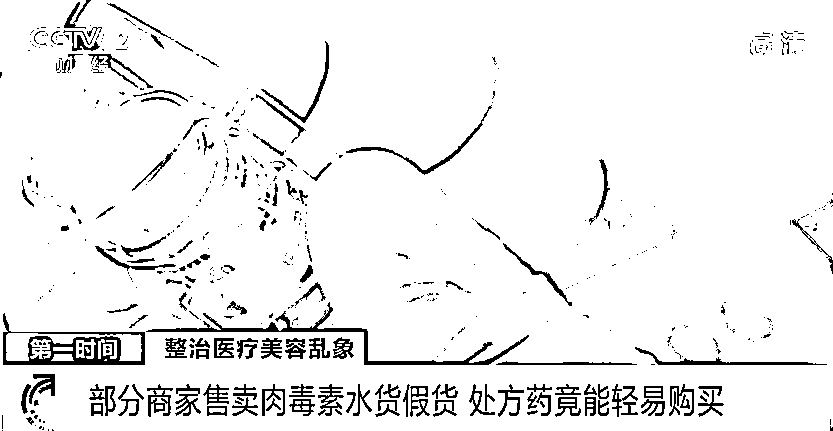 CCTV 2
财经
高清
第一时间
整治医疗美容乱象
部分商家售卖肉毒素水货假货 处方药竟能轻易购买